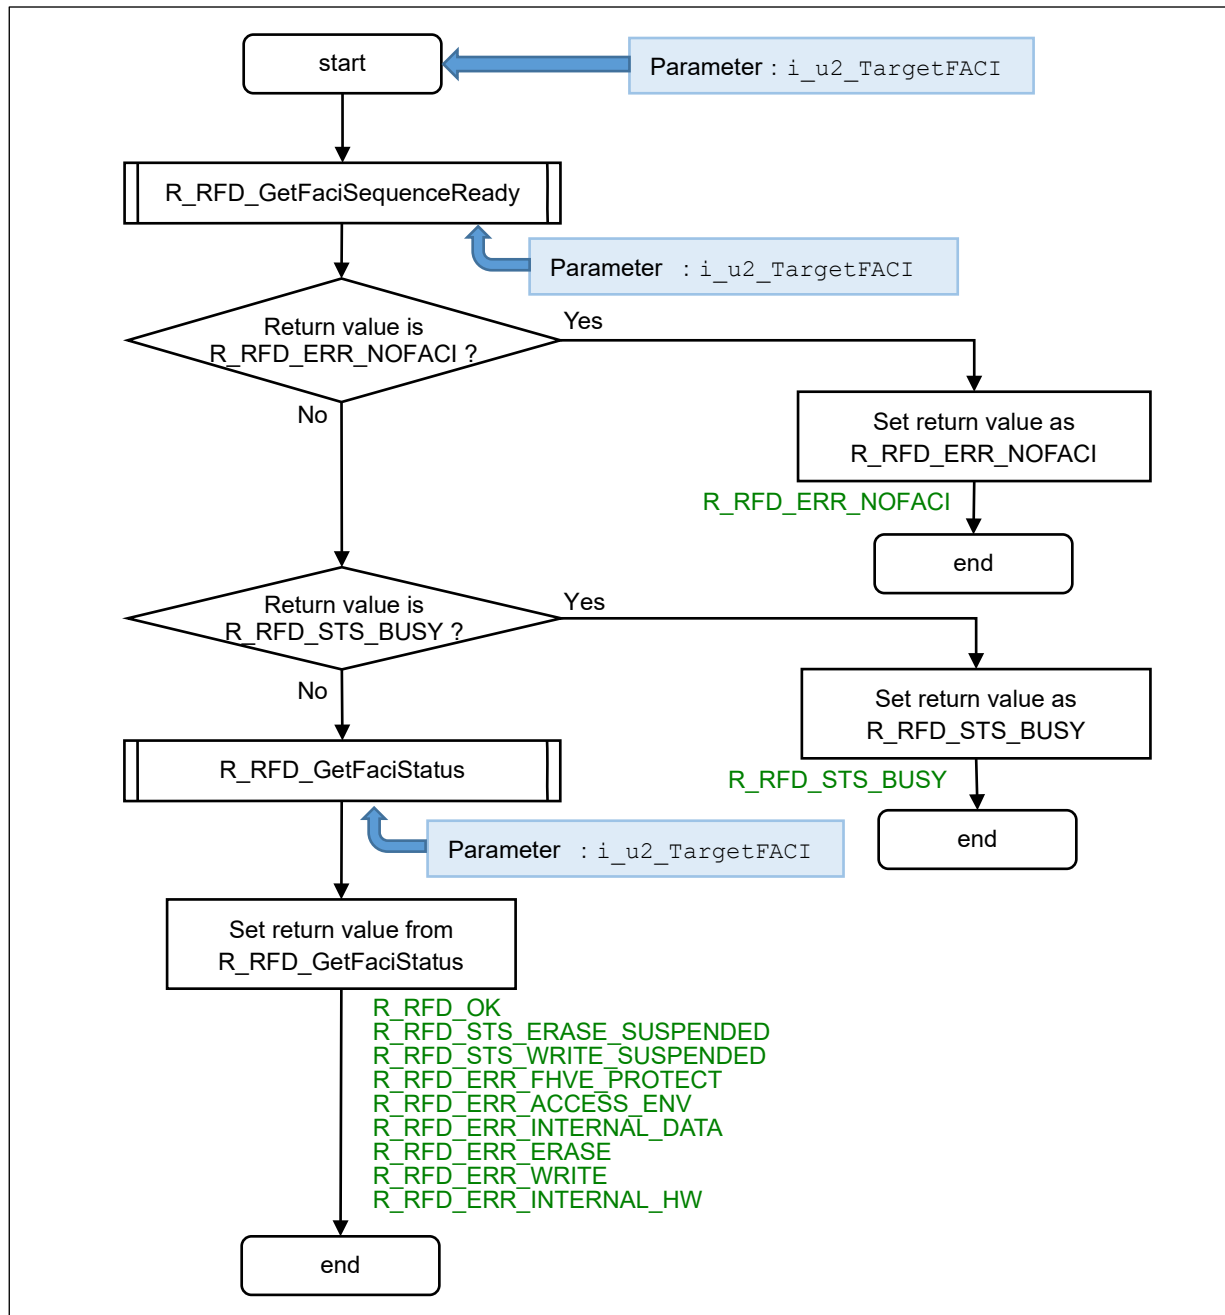 start
Parameter : i_u2_TargetFACI
R_RFD_GetFaciSequenceReady
Parameter : i_u2_TargetFACI
Return value is
R_RFD_ERR_NOFACI ?
Yes
No
Set return value as
R_RFD_ERR_NOFACI
R_RFD_ERR_NOFACI
end
Return value is
R_RFD_STS_BUSY ?
Yes
No
Set return value as
R_RFD_STS_BUSY
R_RFD_STS_BUSY
end
R_RFD_GetFaciStatus
Parameter : i_u2_TargetFACI
Set return value from
R_RFD_GetFaciStatus
R_RFD_OK
R_RFD_STS_ERASE_SUSPENDED
R_RFD_STS_WRITE_SUSPENDED
R_RFD_ERR_FHVE_PROTECT
R_RFD_ERR_ACCESS_ENV
R_RFD_ERR_INTERNAL_DATA
R_RFD_ERR_ERASE
R_RFD_ERR_WRITE
R_RFD_ERR_INTERNAL_HW
end